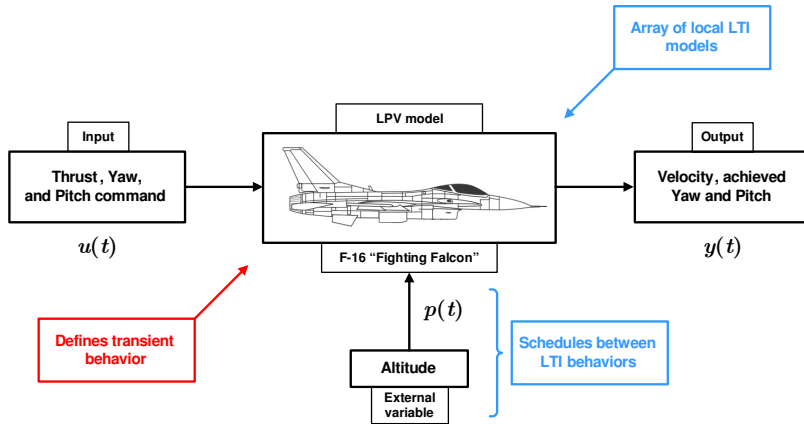 Array of local LTI
models
Input
LPV model
Output
Thrust, Yaw,
and Pitch command
Velocity, achieved
Yaw and Pitch
u(t)
F-16 “Fighting Falcon”
y(t)
Defines transient
behavior
p(t)
Schedules between
LTI behaviors
Altitude
External
variable